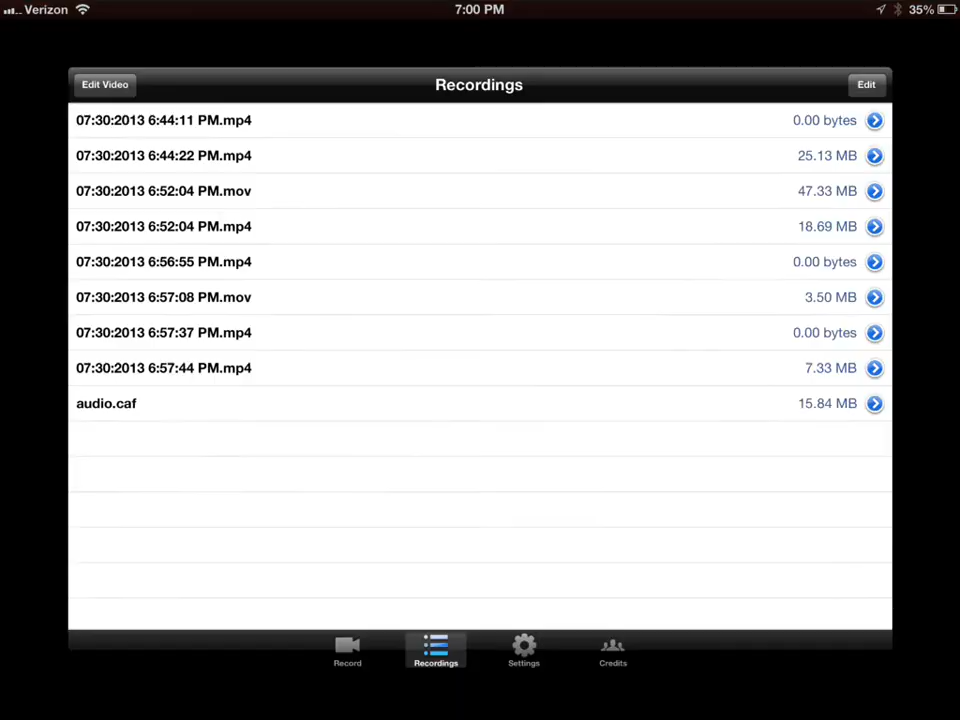 Verizon 7:00 PM 35%
Edit Video Recordings Edit
07:30:2013 6:44:11 PM.mp4 0.00 bytes
07:30:2013 6:44:22 PM.mp4 25.13 MB
07:30:2013 6:52:04 PM.mov 47.33 MB
07:30:2013 6:52:04 PM.mp4 18.69 MB
07:30:2013 6:56:55 PM.mp4 0.00 bytes
07:30:2013 6:57:08 PM.mov 3.50 MB
07:30:2013 6:57:37 PM.mp4 0.00 bytes
07:30:2013 6:57:44 PM.mp4 7.33 MB
audio.caf 15.84 MB
Record Recordings Settings Credits